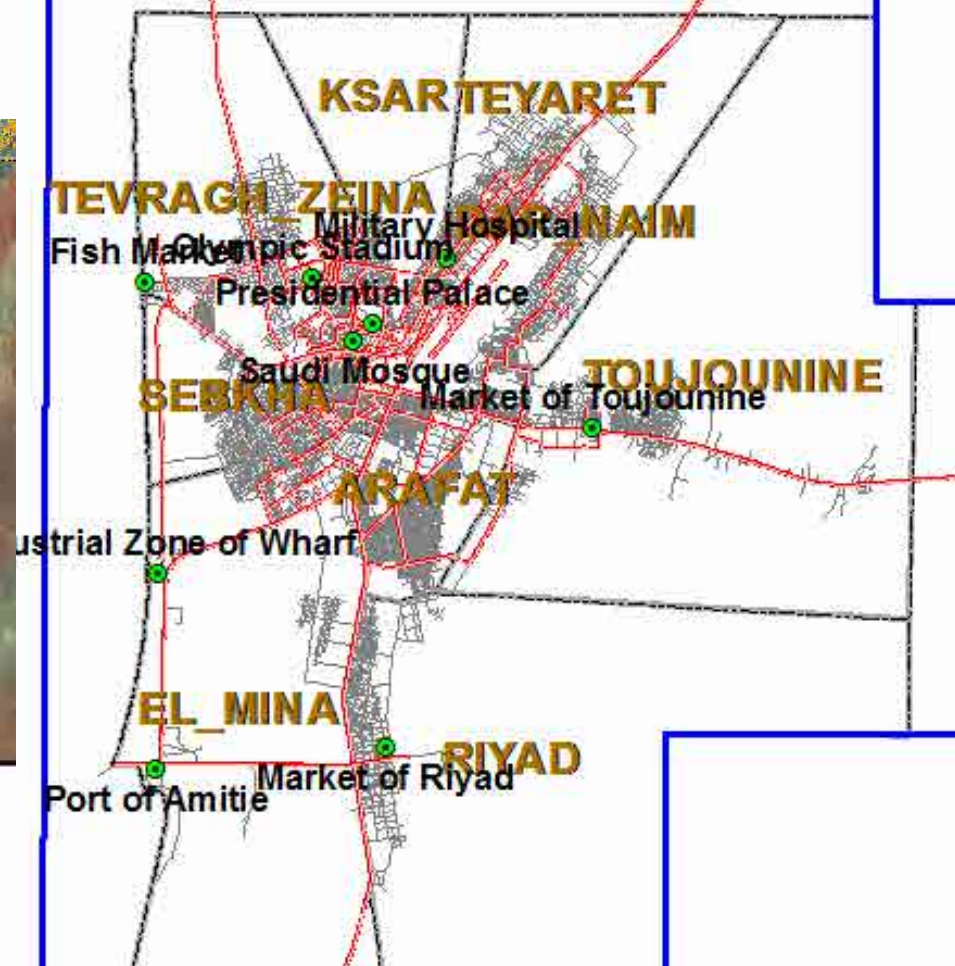 KSAR TEYARET
TEVRAGH_ZEINA
Military Hospital
NAIM
Fish Market
Olympic Stadium
Presidential Palace
Saudi Mosque
TOUJOUNINE
SEBKHA
Market of Toujounine
ARAFAT
ustrial Zone of Wharf
EL_MINA
RIYAD
Market of Riyad
Port of Amitie